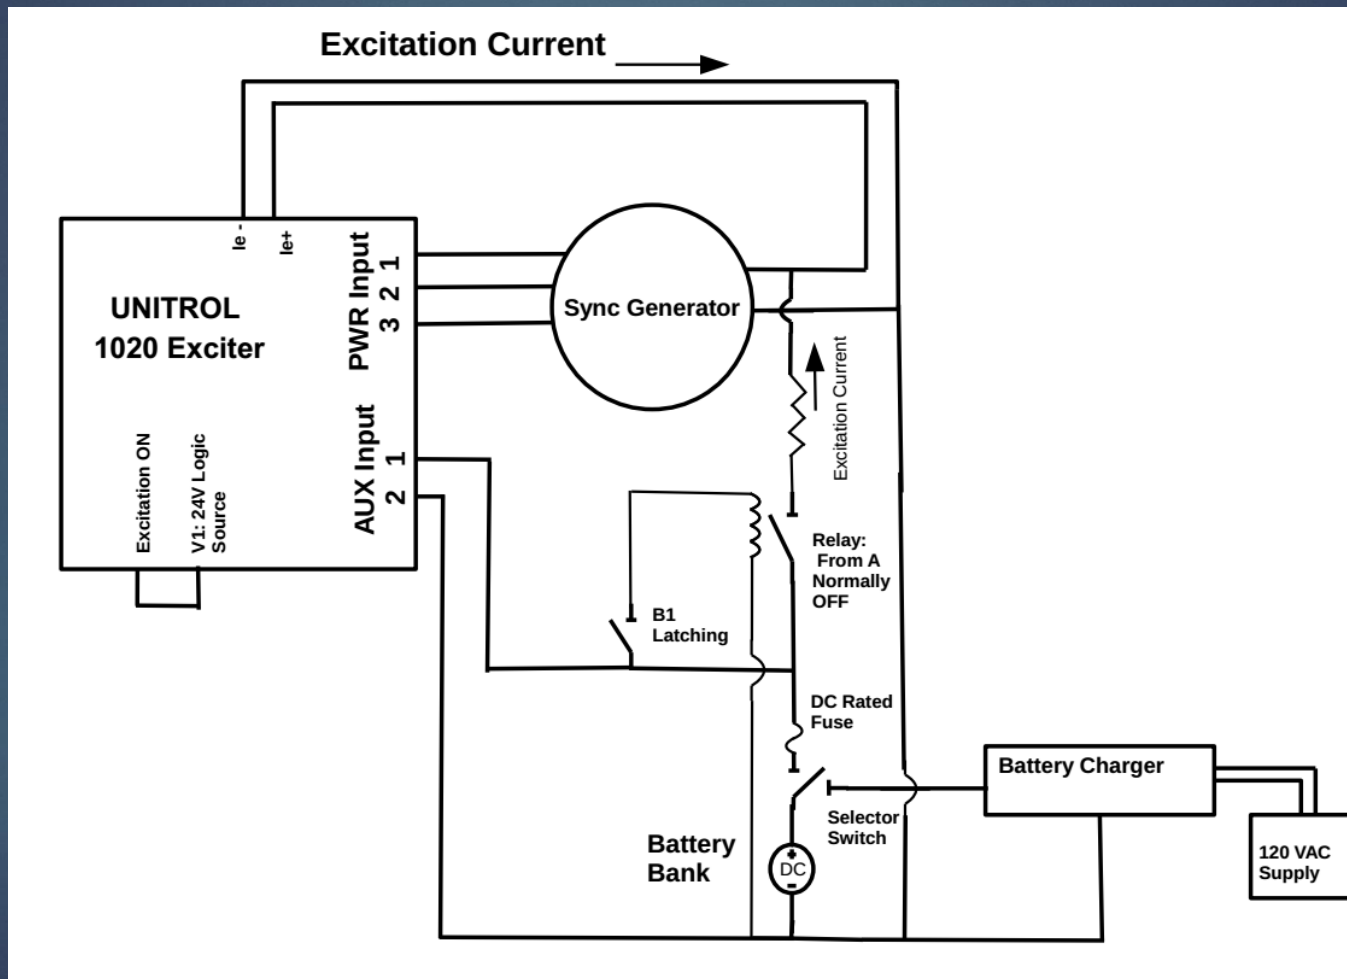 Excitation Current
Ie -
Ie+
PWR Input
1
2
3
UNITROL
1020 Exciter
Sync Generator
Excitation Current
AUX Input
1
2
Excitation ON
V1: 24V Logic
Source
Relay:
From A
Normally
OFF
B1
Latching
DC Rated
Fuse
Battery Charger
Selector
Switch
Battery
Bank
+
DC
-
120 VAC
Supply